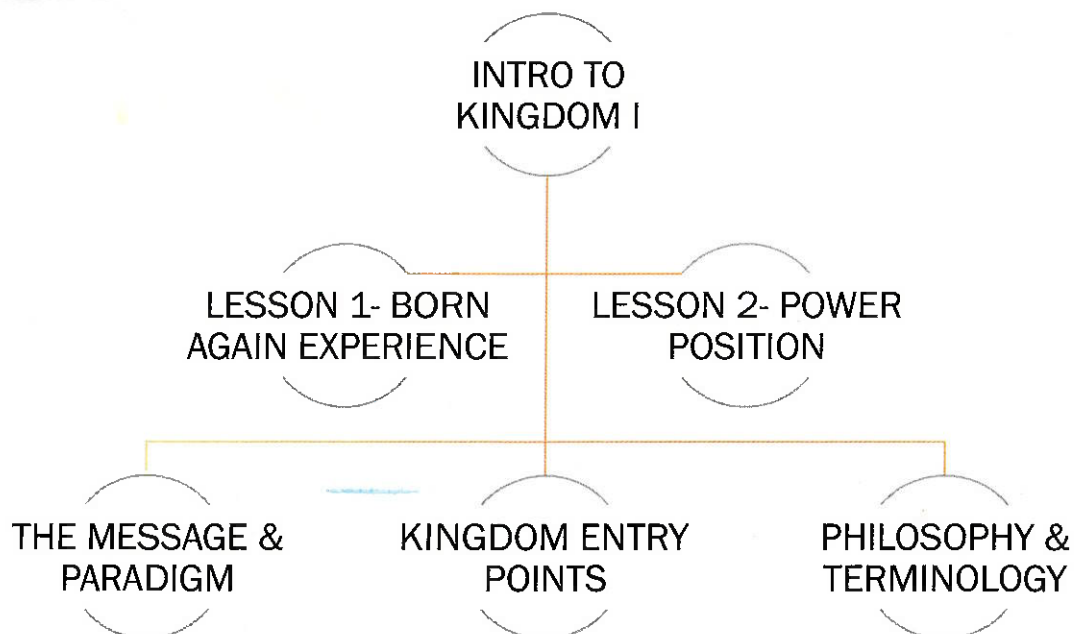 INTRO TO
KINGDOM I
LESSON 1- BORN
AGAIN EXPERIENCE
LESSON 2- POWER
POSITION
THE MESSAGE &
PARADIGM
KINGDOM ENTRY
POINTS
PHILOSOPHY &
TERMINOLOGY